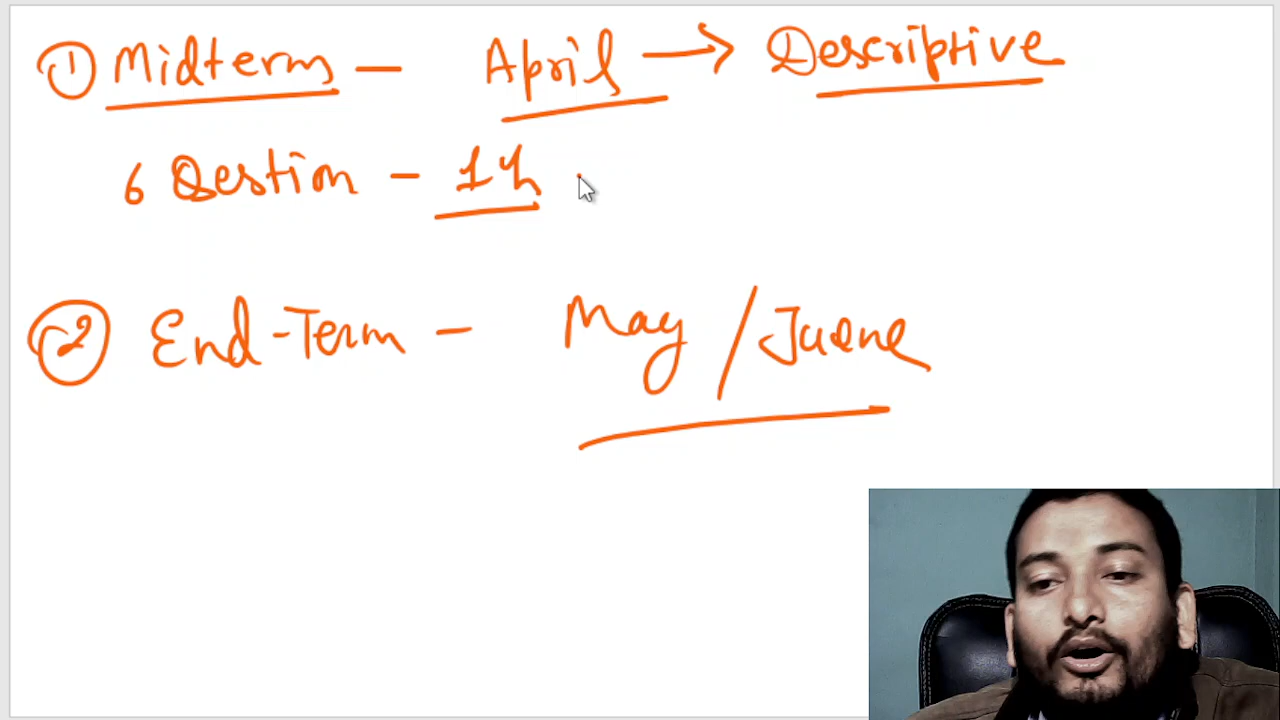 ① Midterm - April → Descriptive
6 Qestion - 1h
② End-Term - May / Juene